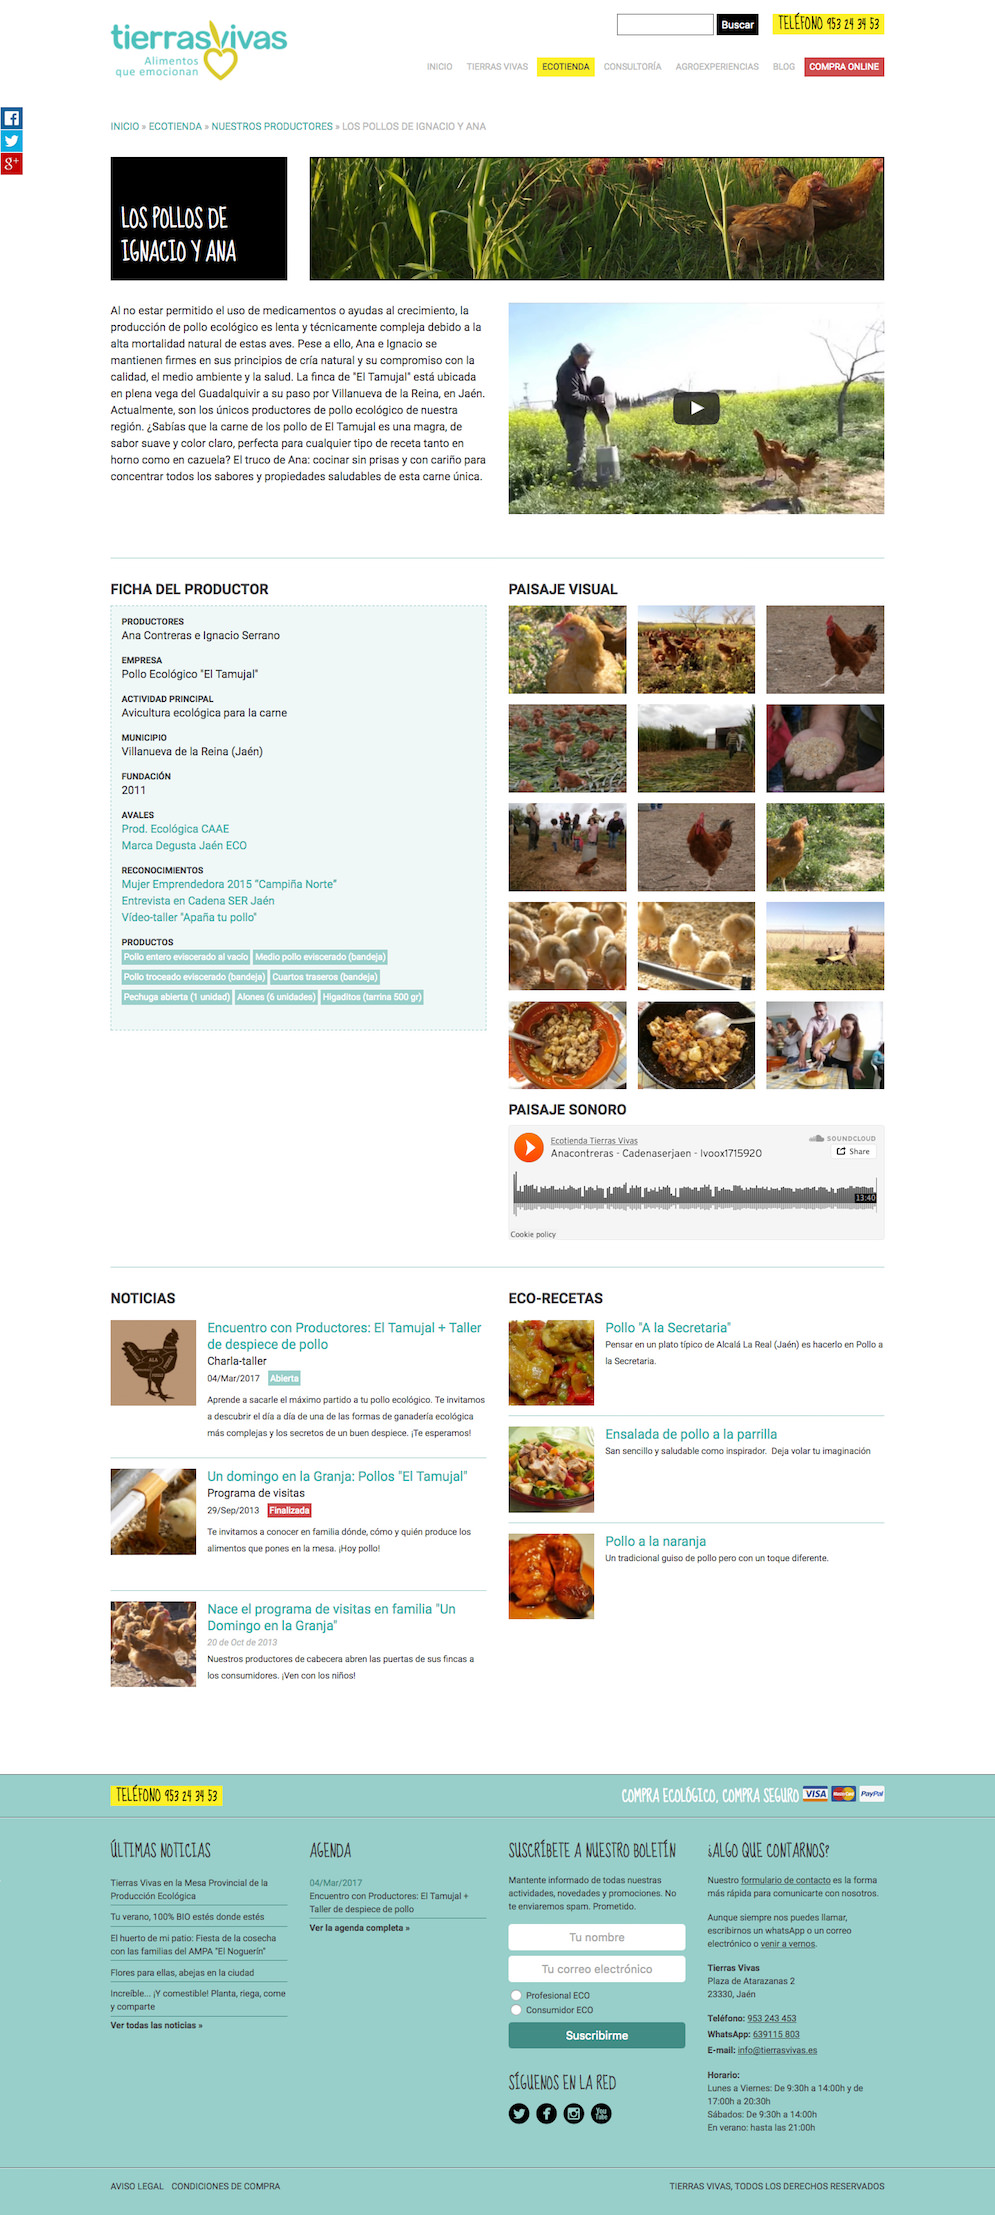 tierrasvivas
Alimentos
que emocionan
Buscar
TELÉFONO 953 24 34 53
INICIO TIERRAS VIVAS ECOTIENDA CONSULTORÍA AGROEXPERIENCIAS BLOG COMPRA ONLINE
INICIO » ECOTIENDA » NUESTROS PRODUCTORES » LOS POLLOS DE IGNACIO Y ANA
LOS POLLOS DE
IGNACIO Y ANA
Al no estar permitido el uso de medicamentos o ayudas al crecimiento, la
producción de pollo ecológico es lenta y técnicamente compleja debido a la
alta mortalidad natural de estas aves. Pese a ello, Ana e Ignacio se
mantienen firmes en sus principios de cría natural y su compromiso con la
calidad, el medio ambiente y la salud. La finca de "El Tamujal" está ubicada
en plena vega del Guadalquivir a su paso por Villanueva de la Reina, en Jaén.
Actualmente, son los únicos productores de pollo ecológico de nuestra
región. ¿Sabías que la carne de los pollo de El Tamujal es una magra, de
sabor suave y color claro, perfecta para cualquier tipo de receta tanto en
horno como en cazuela? El truco de Ana: cocinar sin prisas y con cariño para
concentrar todos los sabores y propiedades saludables de esta carne única.
FICHA DEL PRODUCTOR
PRODUCTORES
Ana Contreras e Ignacio Serrano
EMPRESA
Pollo Ecológico "El Tamujal"
ACTIVIDAD PRINCIPAL
Avicultura ecológica para la carne
MUNICIPIO
Villanueva de la Reina (Jaén)
FUNDACIÓN
2011
AVALES
Prod. Ecológica CAAE
Marca Degusta Jaén ECO
RECONOCIMIENTOS
Mujer Emprendedora 2015 "Campiña Norte"
Entrevista en Cadena SER Jaén
Vídeo-taller "Apaña tu pollo"
PRODUCTOS
Pollo entero eviscerado al vacío Medio pollo eviscerado (bandeja)
Pollo troceado eviscerado (bandeja) Cuartos traseros (bandeja)
Pechuga abierta (1 unidad) Alones (6 unidades) Higaditos (tarrina 500 gr)
PAISAJE VISUAL
PAISAJE SONORO
Ecotienda Tierras Vivas
Anacontreras - Cadenaserjaen - Ivoox1715920
SOUNDCLOUD
Share
13:40
Cookie policy
NOTICIAS
Encuentro con Productores: El Tamujal + Taller
de despiece de pollo
Charla-taller
04/Mar/2017 Abierta
Aprende a sacarle el máximo partido a tu pollo ecológico. Te invitamos
a descubrir el día a día de una de las formas de ganadería ecológica
más complejas y los secretos de un buen despiece. ¡Te esperamos!
Un domingo en la Granja: Pollos "El Tamujal"
Programa de visitas
29/Sep/2013 Finalizada
Te invitamos a conocer en familia dónde, cómo y quién produce los
alimentos que pones en la mesa. ¡Hoy pollo!
Nace el programa de visitas en familia "Un
Domingo en la Granja"
20 de Oct de 2013
Nuestros productores de cabecera abren las puertas de sus fincas a
los consumidores. ¡Ven con los niños!
ECO-RECETAS
Pollo "A la Secretaria"
Pensar en un plato típico de Alcalá La Real (Jaén) es hacerlo en Pollo a
la Secretaria.
Ensalada de pollo a la parrilla
San sencillo y saludable como inspirador. Deja volar tu imaginación
Pollo a la naranja
Un tradicional guiso de pollo pero con un toque diferente.
TELÉFONO 953 24 34 53
COMPRA ECOLÓGICO, COMPRA SEGURO VISA MasterCard PayPal
ÚLTIMAS NOTICIAS
Tierras Vivas en la Mesa Provincial de la
Producción Ecológica
Tu verano, 100% BIO estés donde estés
El huerto de mi patio: Fiesta de la cosecha
con las familias del AMPA "El Noguerín"
Flores para ellas, abejas en la ciudad
Increíble... ¡Y comestible! Planta, riega, come
y comparte
Ver todas las noticias »
AGENDA
04/Mar/2017
Encuentro con Productores: El Tamujal +
Taller de despiece de pollo
Ver la agenda completa »
SUSCRÍBETE A NUESTRO BOLETÍN
Mantente informado de todas nuestras
actividades, novedades y promociones. No
te enviaremos spam. Prometido.
Tu nombre
Tu correo electrónico
Profesional ECO
Consumidor ECO
Suscribirme
SÍGUENOS EN LA RED
You Tube
¿ALGO QUE CONTARNOS?
Nuestro formulario de contacto es la forma
más rápida para comunicarte con nosotros.
Aunque siempre nos puedes llamar,
escribirnos un whatsApp o un correo
electrónico o venir a vernos.
Tierras Vivas
Plaza de Atarazanas 2
23330, Jaén
Teléfono: 953 243 453
WhatsApp: 639115 803
E-mail: info@tierrasvivas.es
Horario:
Lunes a Viernes: De 9:30h a 14:00h y de
17:00h a 20:30h
Sábados: De 9:30h a 14:00h
En verano: hasta las 21:00h
AVISO LEGAL CONDICIONES DE COMPRA
TIERRAS VIVAS, TODOS LOS DERECHOS RESERVADOS